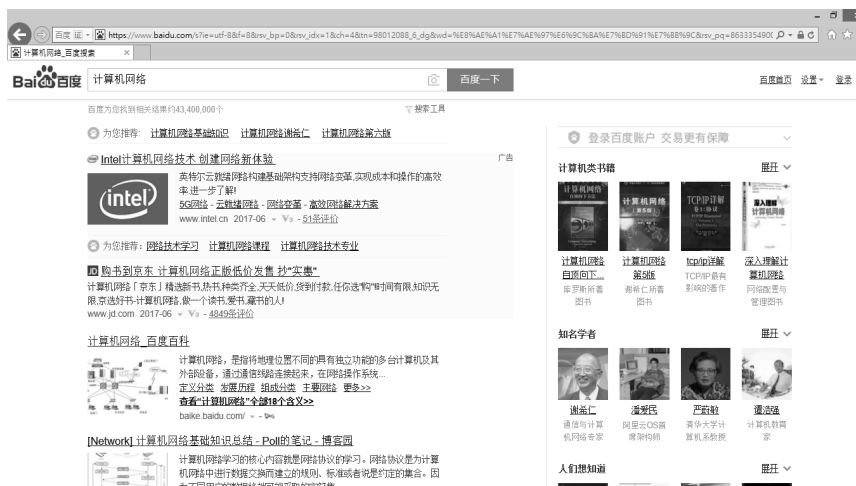 https://www.baidu.com/s?ie=utf-8&f=8&rsv_bp=0&rsv_idx=1&ch=4&tn=98012088_6_dg&wd=%E8%AE%A1%E7%AE%97%E6%9C%BA%E7%BD%91%E7%BB%9C&rsv_pq=863335490
计算机网络_百度搜索
Bai百度 计算机网络 百度一下 百度首页 设置 登录
百度为您找到相关结果约43,400,000个 搜索工具
为您推荐: 计算机网络基础知识 计算机网络谢希仁 计算机网络第六版
Intel计算机网络技术 创建网络新体验 广告
intel
英特尔云就绪网络构建基础架构支持网络变革,实现成本和操作的高效
率.进一步了解!
5G网络 - 云就绪网络 - 网络变革 - 高效网络解决方案
www.intel.cn 2017-06 V3 - 51条评价
为您推荐: 网络技术学习 计算机网络课程 计算机网络技术专业
JD 购书到京东 计算机网络正版低价发售 抄"实惠"
计算机网络「京东」精选新书,热书,种类齐全,天天低价,货到付款,任你选"购"!时间有限,知识无
限,京选好书-计算机网络,做一个读书,爱书,藏书的人!
www.jd.com 2017-06 V3 - 4849条评价
计算机网络_百度百科
计算机网络，是指将地理位置不同的具有独立功能的多台计算机及其
外部设备，通过通信线路连接起来，在网络操作系统...
定义分类 发展历程 组成分类 主要网络 更多>>
查看"计算机网络"全部18个含义>>
baike.baidu.com/
[Network] 计算机网络基础知识总结 - Poll的笔记 - 博客园
计算机网络学习的核心内容就是网络协议的学习。网络协议是为计算
机网络中进行数据交换而建立的规则、标准或者说是约定的集合。因
登录百度账户 交易更有保障
计算机类书籍 展开
计算机网络 计算机网络 TCP/IP详解 深入理解计算机网络
计算机网络自顶向下... 库罗斯所著图书
计算机网络第5版 谢希仁所著图书
tcp/ip详解 TCP/IP最有影响的著作
深入理解计算机网络 网络配置与管理图书
知名学者 展开
谢希仁 通信与计算机网络专家
潘爱民 阿里云OS首席架构师
严蔚敏 清华大学计算机系教授
谭浩强 计算机教育家
人们想知道 展开